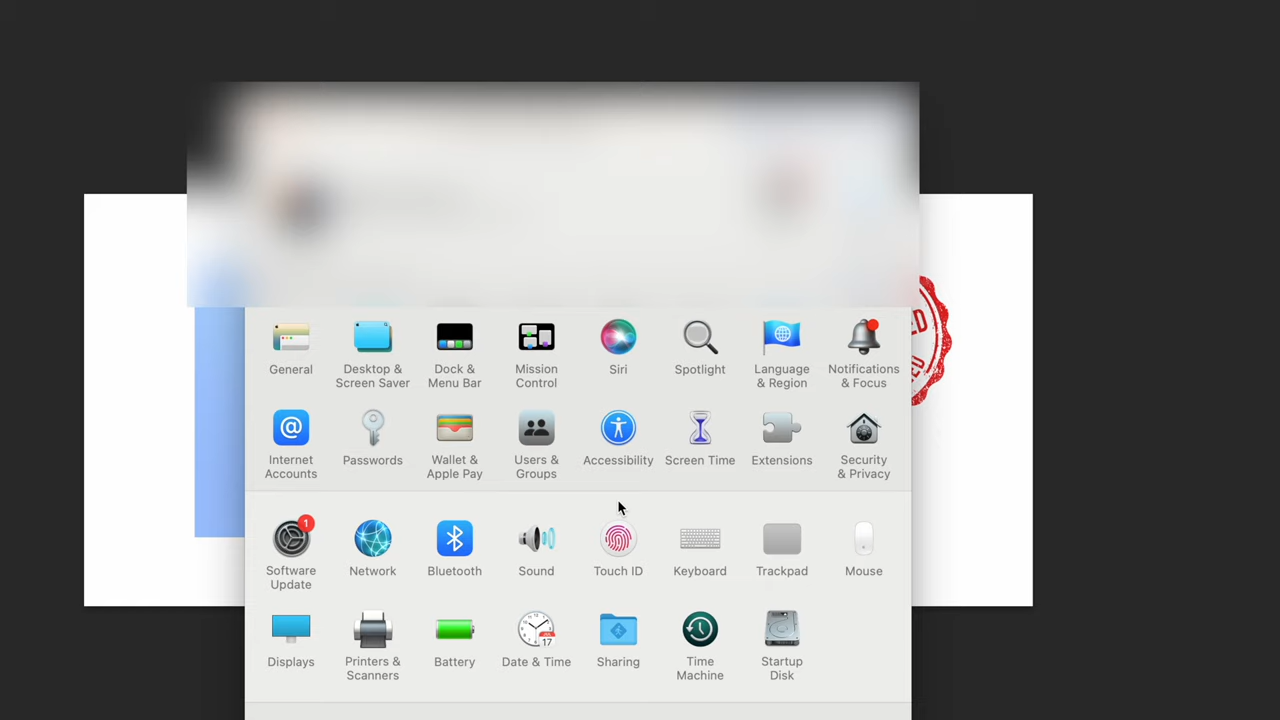 General
Desktop &
Screen Saver
Dock &
Menu Bar
Mission
Control
Siri
Spotlight
Language
& Region
Notifications
& Focus
Internet
Accounts
Passwords
Wallet &
Apple Pay
Users &
Groups
Accessibility
Screen Time
Extensions
Security
& Privacy
1
Software
Update
Network
Bluetooth
Sound
Touch ID
Keyboard
Trackpad
Mouse
Displays
Printers &
Scanners
Battery
17
Date & Time
Sharing
Time
Machine
Startup
Disk